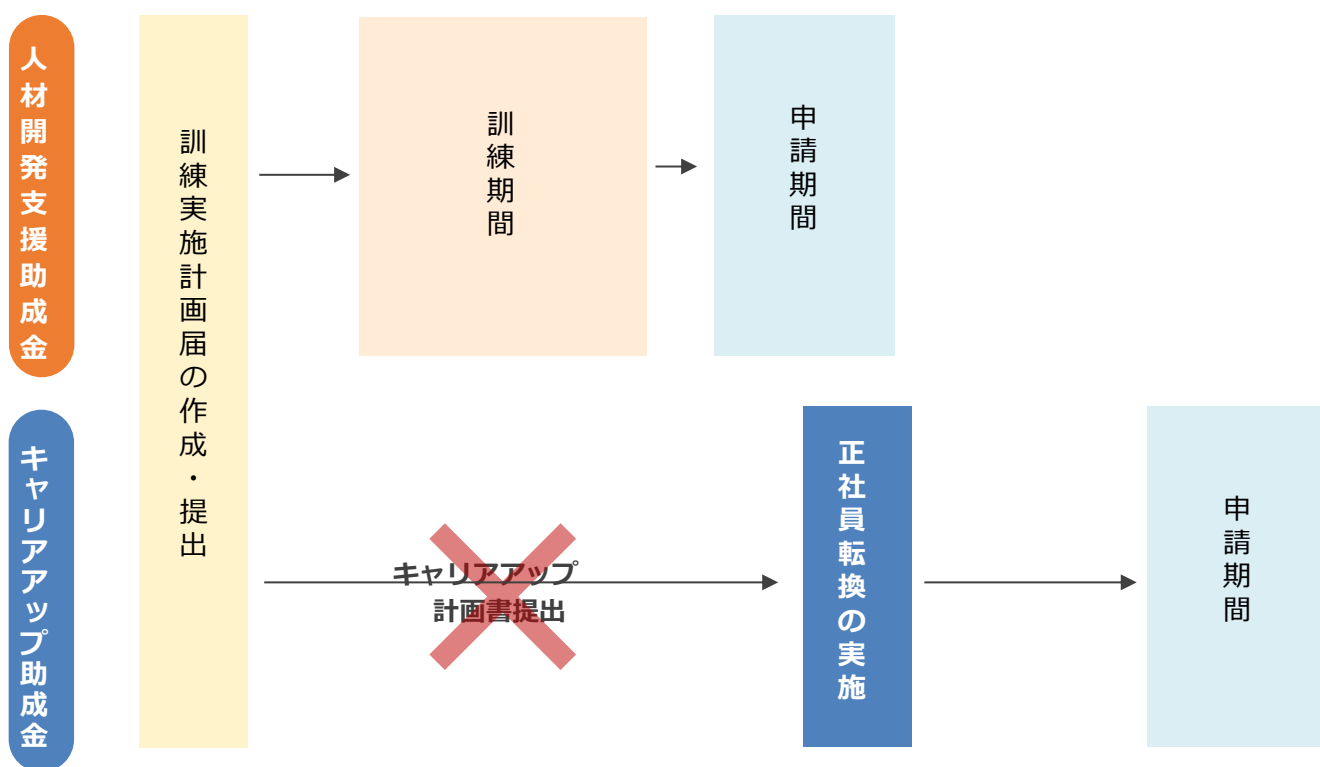 人材開発支援助成金
訓練実施計画届の作成・提出
訓練期間
申請期間
キャリアアップ助成金
キャリアアップ
計画書提出
正社員転換の実施
申請期間